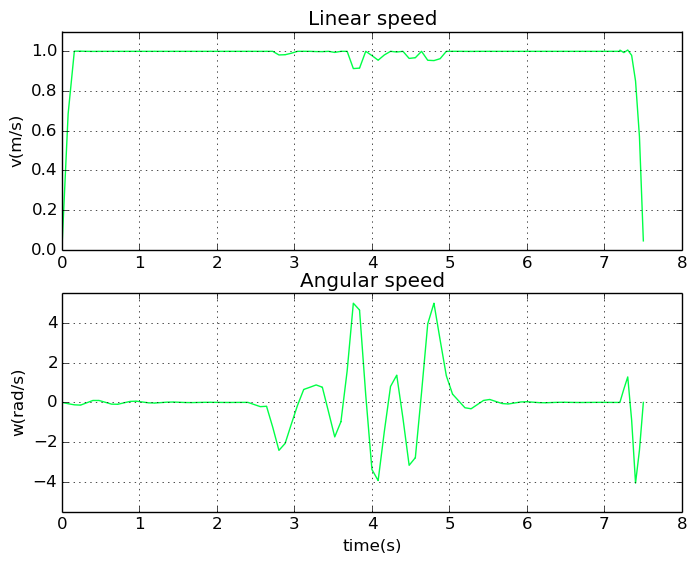 Linear speed
1.0
0.8
0.6
0.4
0.2
0.0
v(m/s)
0 1 2 3 4 5 6 7 8
Angular speed
4
2
0
−2
−4
w(rad/s)
0 1 2 3 4 5 6 7 8
time(s)